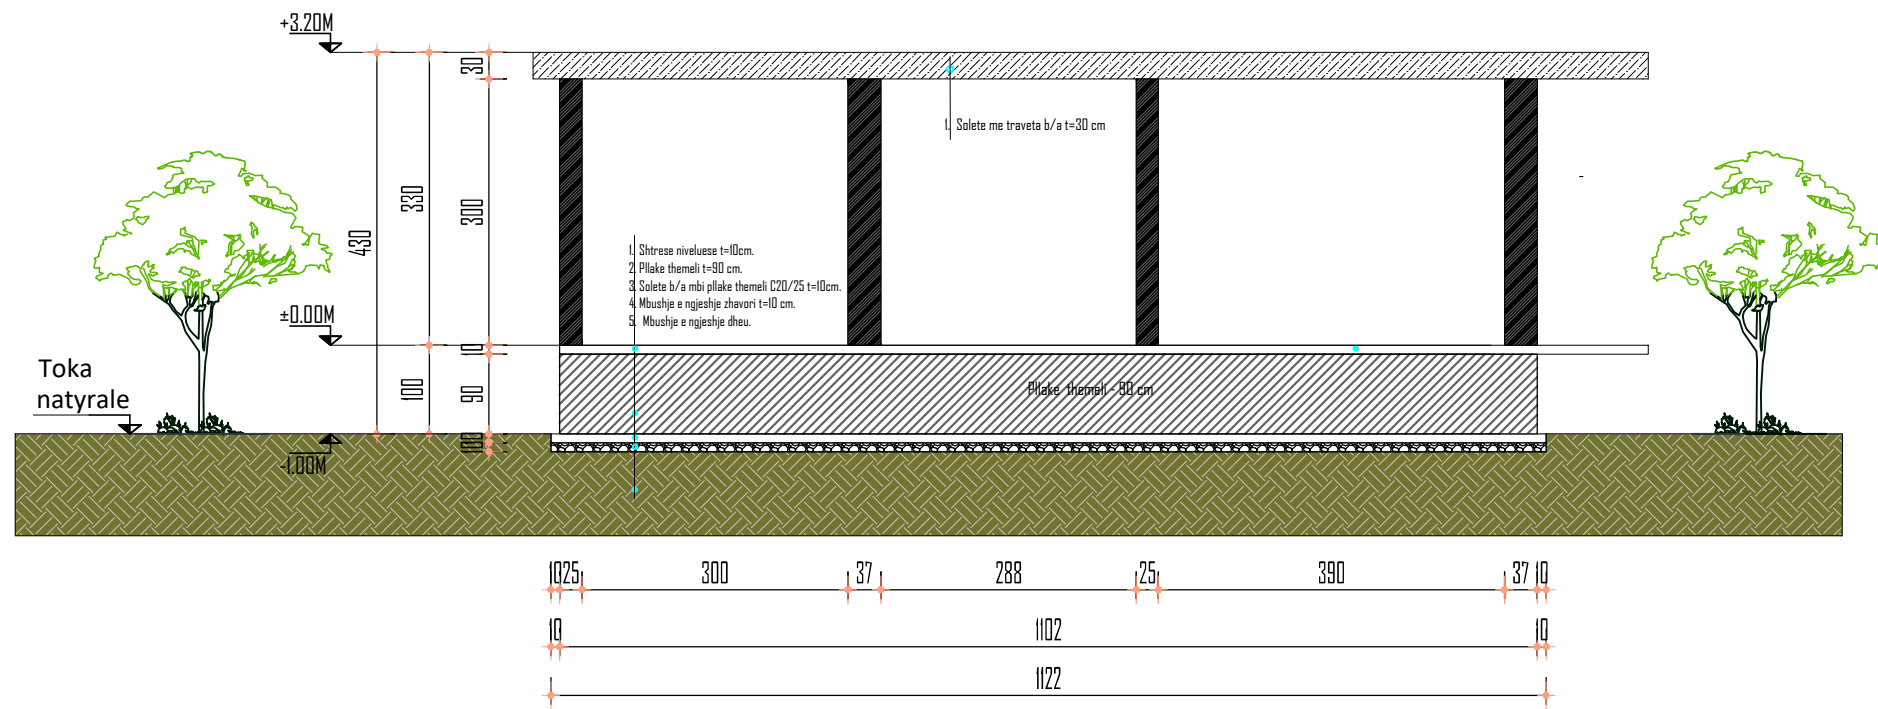 +3.20M
30
1. Solete me traveta b/a t=30 cm
330
300
430
1. Shtrese niveluese t=10cm.
2. Pllake themeli t=90 cm.
3. Solete b/a mbi pllake themeli C20/25 t=10cm.
4. Mbushje e ngjeshje zhavori t=10 cm.
5. Mbushje e ngjeshje dheu.
±0.00M
10
Toka
natyrale
100
90
Pllake themeli - 90 cm
-1.00M
10 25 300 37 288 25 390 37 10
10 1102 10
1122